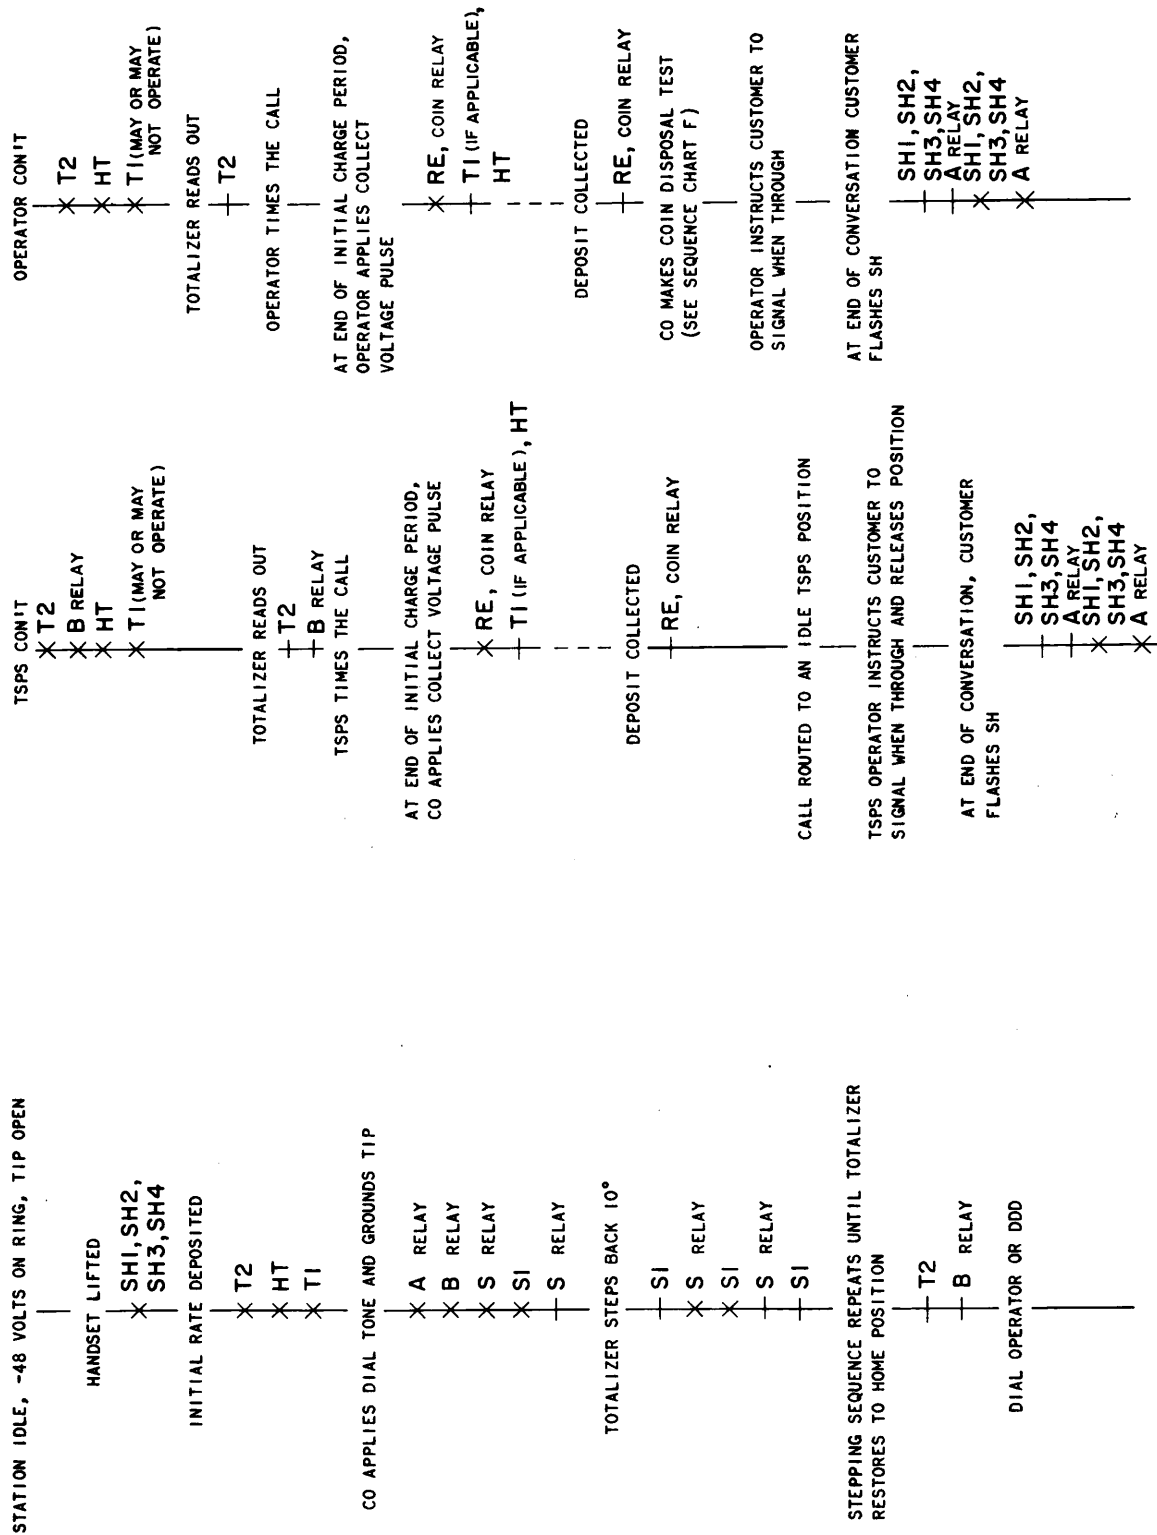 STATION IDLE, -48 VOLTS ON RING, TIP OPEN
HANDSET LIFTED
SH1, SH2,
SH3, SH4
INITIAL RATE DEPOSITED
T2
HT
T1
CO APPLIES DIAL TONE AND GROUNDS TIP
A RELAY
B RELAY
S RELAY
S1
S RELAY
TOTALIZER STEPS BACK 10°
S1
S RELAY
S1
S RELAY
S1
STEPPING SEQUENCE REPEATS UNTIL TOTALIZER
RESTORES TO HOME POSITION
T2
B RELAY
DIAL OPERATOR OR DDD
TSPS CON'T
T2
B RELAY
HT
T1 (MAY OR MAY
NOT OPERATE)
TOTALIZER READS OUT
T2
B RELAY
TSPS TIMES THE CALL
AT END OF INITIAL CHARGE PERIOD,
CO APPLIES COLLECT VOLTAGE PULSE
RE, COIN RELAY
T1 (IF APPLICABLE), HT
DEPOSIT COLLECTED
RE, COIN RELAY
CALL ROUTED TO AN IDLE TSPS POSITION
TSPS OPERATOR INSTRUCTS CUSTOMER TO
SIGNAL WHEN THROUGH AND RELEASES POSITION
AT END OF CONVERSATION, CUSTOMER
FLASHES SH
SH1, SH2,
SH3, SH4
A RELAY
SH1, SH2,
SH3, SH4
A RELAY
OPERATOR CON'T
T2
HT
T1 (MAY OR MAY
NOT OPERATE)
TOTALIZER READS OUT
T2
OPERATOR TIMES THE CALL
AT END OF INITIAL CHARGE PERIOD,
OPERATOR APPLIES COLLECT
VOLTAGE PULSE
RE, COIN RELAY
T1 (IF APPLICABLE),
HT
DEPOSIT COLLECTED
RE, COIN RELAY
CO MAKES COIN DISPOSAL TEST
(SEE SEQUENCE CHART F)
OPERATOR INSTRUCTS CUSTOMER TO
SIGNAL WHEN THROUGH
AT END OF CONVERSATION CUSTOMER
FLASHES SH
SH1, SH2,
SH3, SH4
A RELAY
SH1, SH2,
SH3, SH4
A RELAY